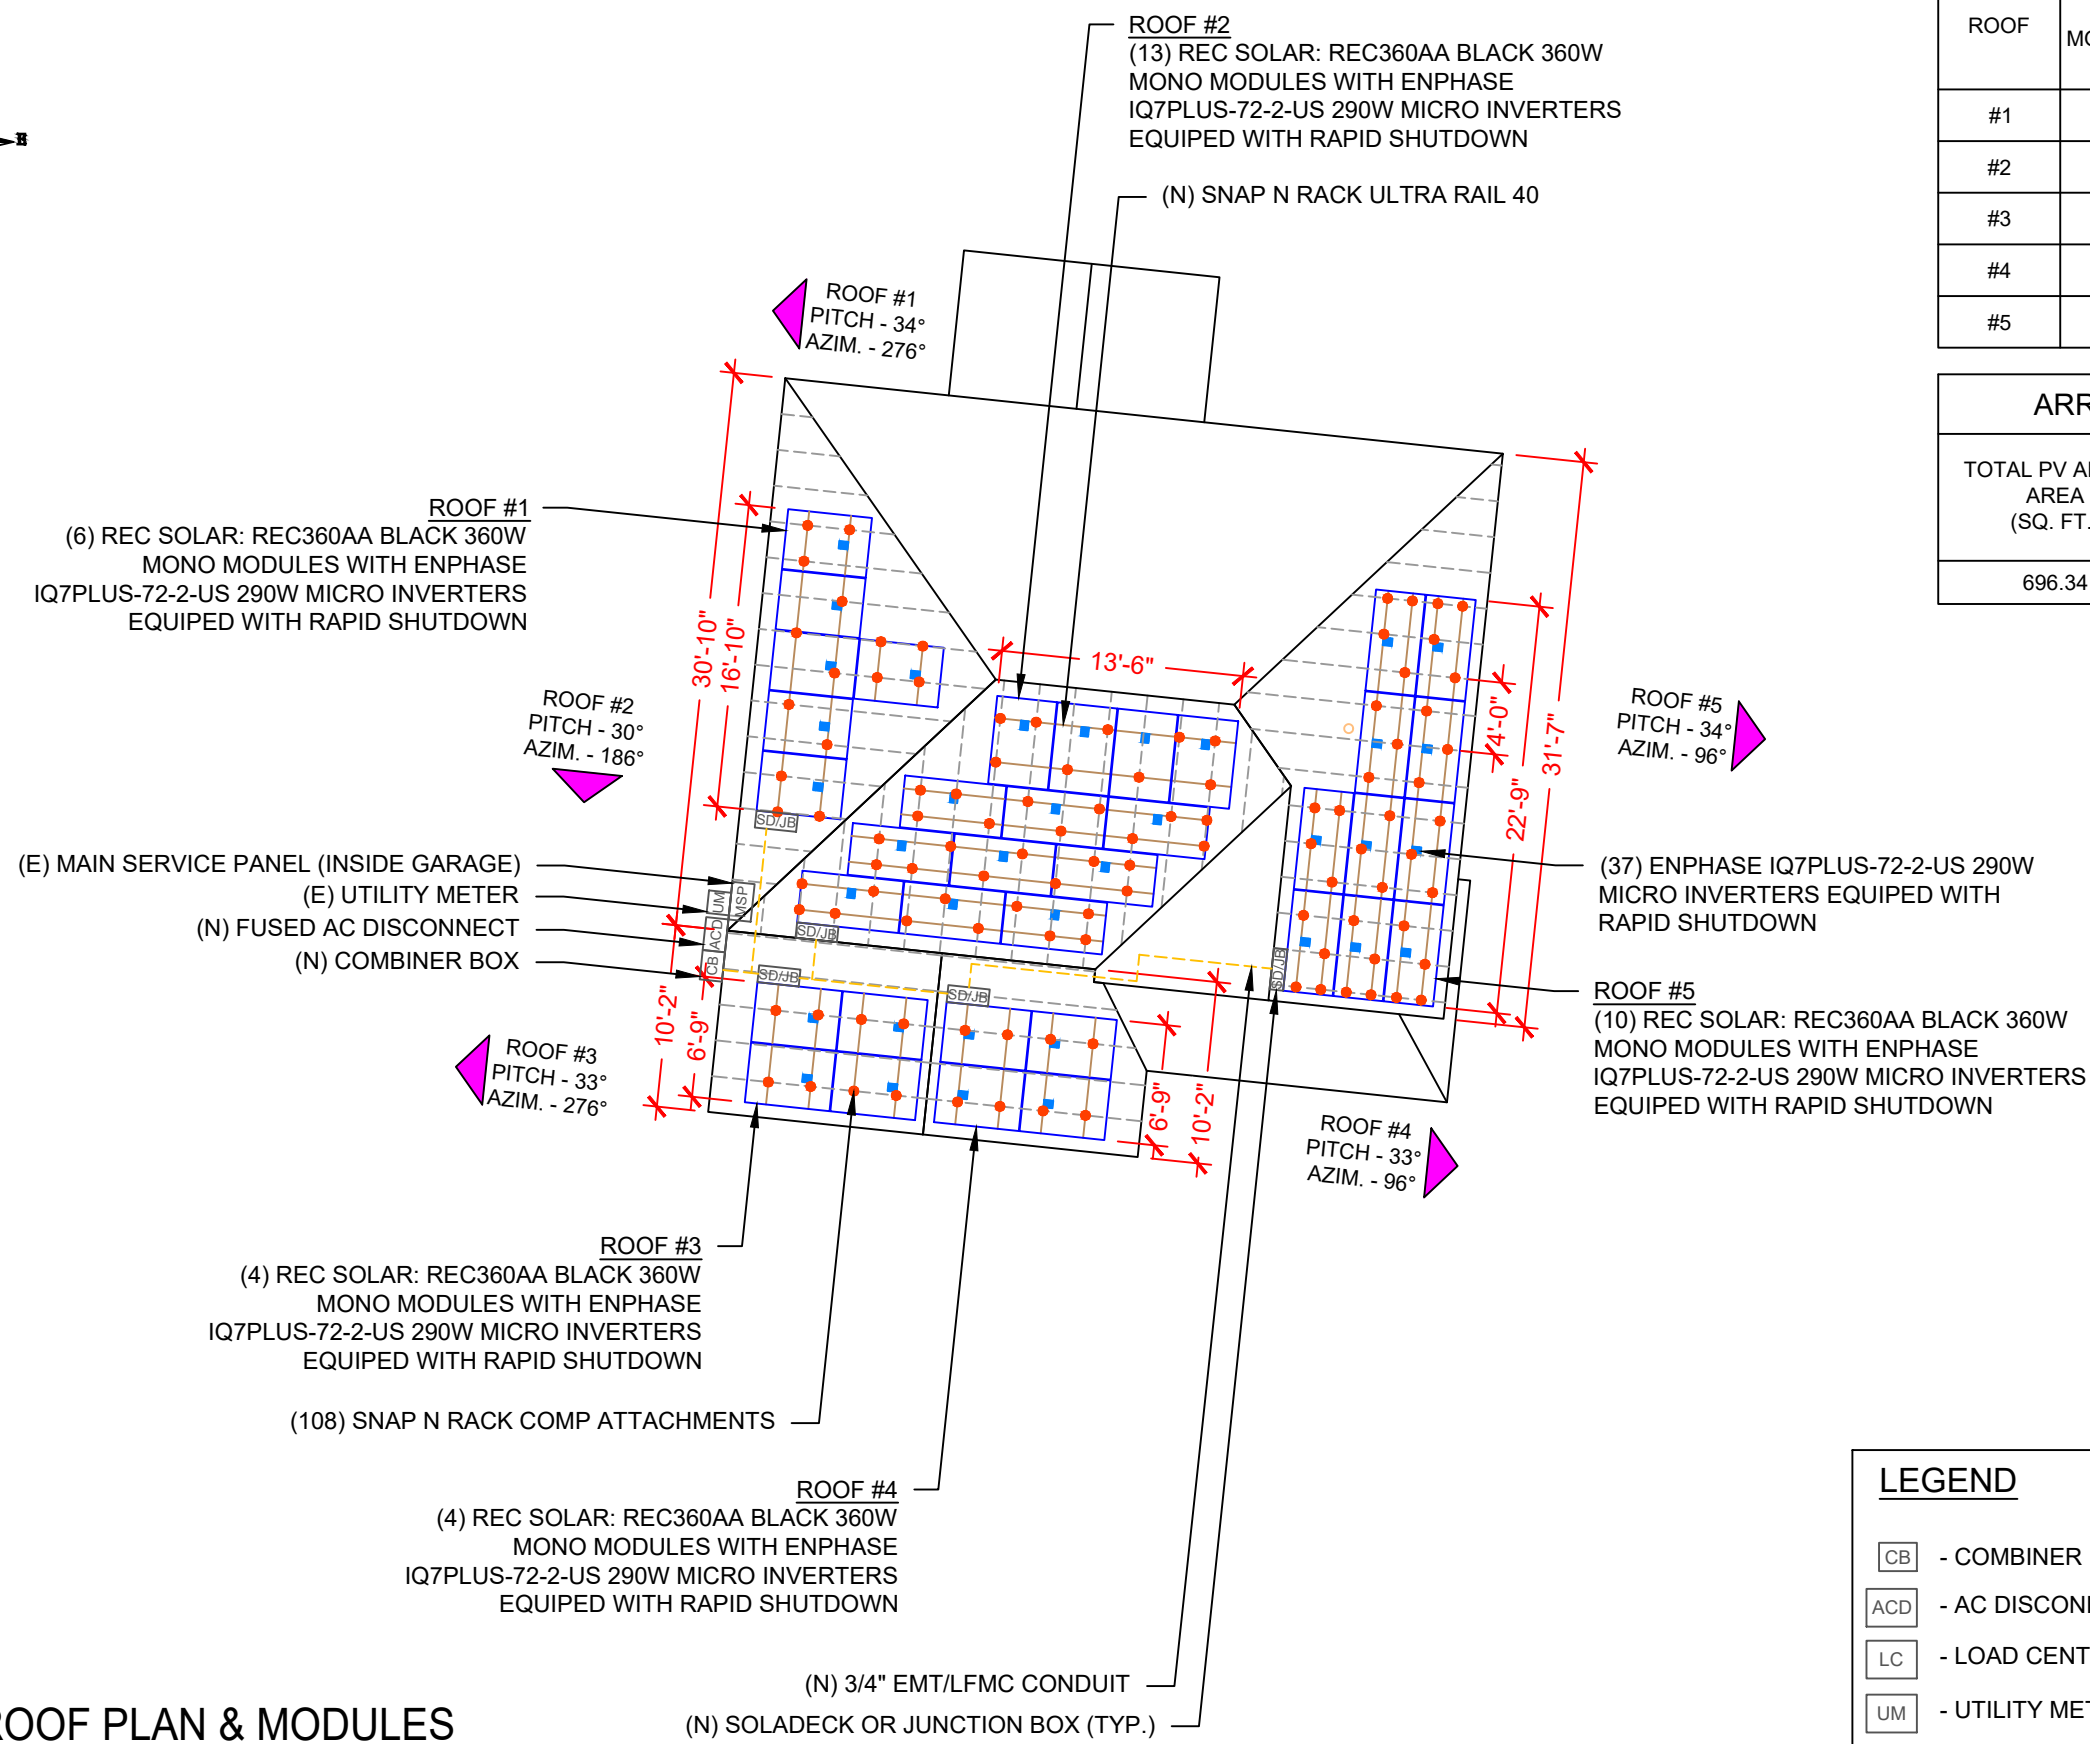 ROOF #2
(13) REC SOLAR: REC360AA BLACK 360W
MONO MODULES WITH ENPHASE
IQ7PLUS-72-2-US 290W MICRO INVERTERS
EQUIPED WITH RAPID SHUTDOWN
(N) SNAP N RACK ULTRA RAIL 40
ROOF
#1
#2
#3
#4
#5
TOTAL PV
AREA
(SQ. FT.
696.34
ROOF #1
PITCH - 34°
AZIM. - 276°
ROOF #1
(6) REC SOLAR: REC360AA BLACK 360W
MONO MODULES WITH ENPHASE
IQ7PLUS-72-2-US 290W MICRO INVERTERS
EQUIPED WITH RAPID SHUTDOWN
30'-10"
16'-10"
13'-6"
ROOF #2
PITCH - 30°
AZIM. - 186°
ROOF #5
PITCH - 34°
AZIM. - 96°
4'-0"
31'-7"
22'-9"
SD/JB
(E) MAIN SERVICE PANEL (INSIDE GARAGE)
(E) UTILITY METER
(N) FUSED AC DISCONNECT
(N) COMBINER BOX
UM
MSP
ACD
CB
SD/JB
SD/JB
SD/JB
SD/JB
(37) ENPHASE IQ7PLUS-72-2-US 290W
MICRO INVERTERS EQUIPED WITH
RAPID SHUTDOWN
ROOF #5
(10) REC SOLAR: REC360AA BLACK 360W
MONO MODULES WITH ENPHASE
IQ7PLUS-72-2-US 290W MICRO INVERTERS
EQUIPED WITH RAPID SHUTDOWN
10'-2"
6'-9"
ROOF #3
PITCH - 33°
AZIM. - 276°
6'-9"
10'-2"
ROOF #4
PITCH - 33°
AZIM. - 96°
ROOF #3
(4) REC SOLAR: REC360AA BLACK 360W
MONO MODULES WITH ENPHASE
IQ7PLUS-72-2-US 290W MICRO INVERTERS
EQUIPED WITH RAPID SHUTDOWN
(108) SNAP N RACK COMP ATTACHMENTS
ROOF #4
(4) REC SOLAR: REC360AA BLACK 360W
MONO MODULES WITH ENPHASE
IQ7PLUS-72-2-US 290W MICRO INVERTERS
EQUIPED WITH RAPID SHUTDOWN
(N) 3/4" EMT/LFMC CONDUIT
(N) SOLADECK OR JUNCTION BOX (TYP.)
ROOF PLAN & MODULES
LEGEND
CB - COMBINER
ACD - AC
LC - LOAD
UM - UTILITY